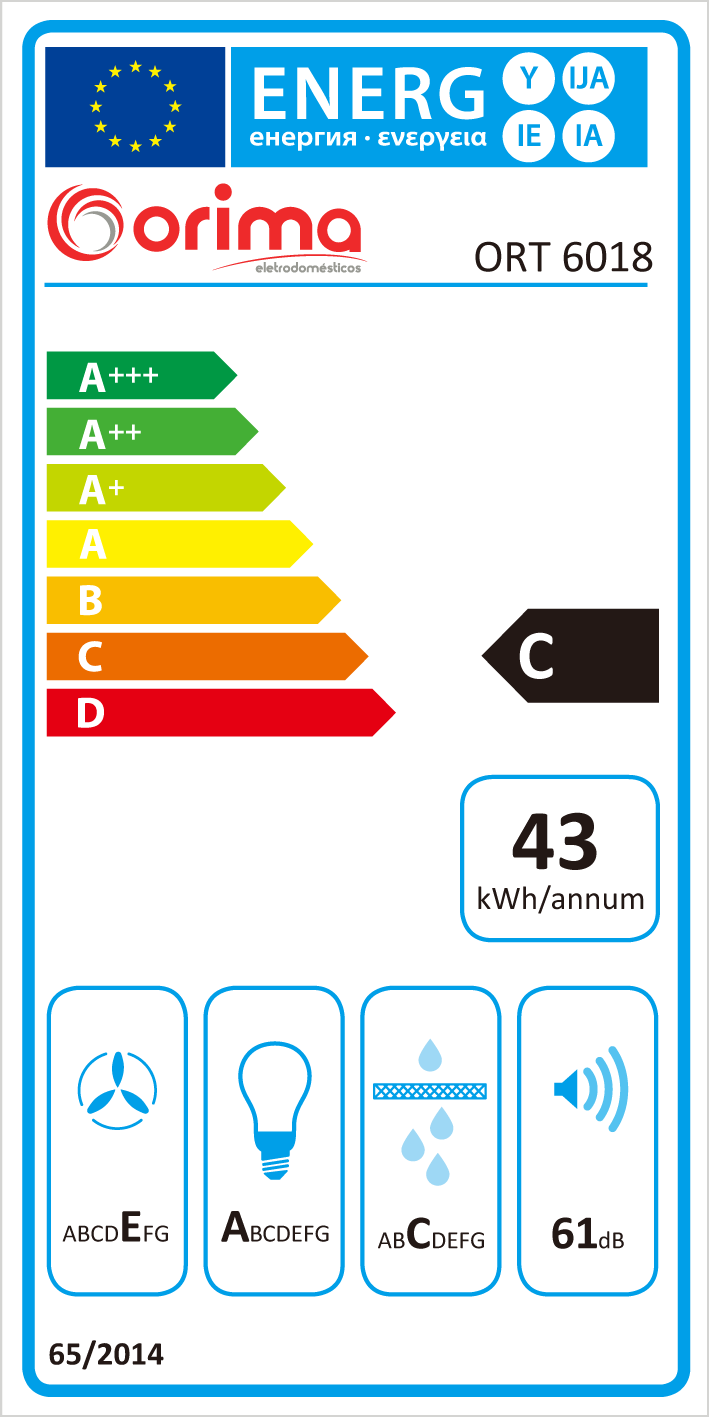 ENERG
Y IJA
енергия · ενεργεια
IE IA
orima
eletrodomésticos
ORT 6018
A+++
A++
A+
A
B
C
C
D
43
kWh/annum
ABCDEFG
ABCDEFG
ABCDEFG
61dB
65/2014